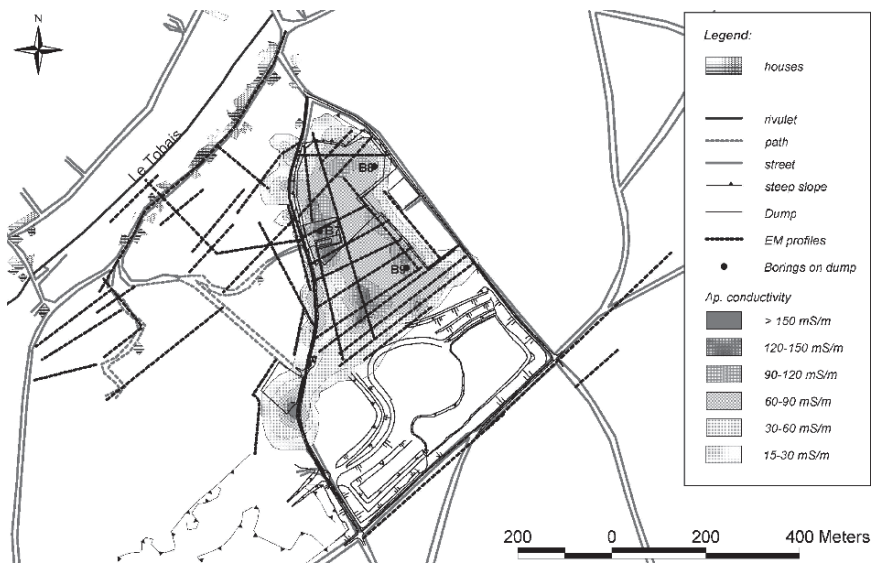 N
Le Tobais
B8
B7
B9
Legend:
houses
rivulet
path
street
steep slope
Dump
EM profiles
Borings on dump
Ap. conductivity
> 150 mS/m
120-150 mS/m
90-120 mS/m
60-90 mS/m
30-60 mS/m
15-30 mS/m
200 0 200 400 Meters